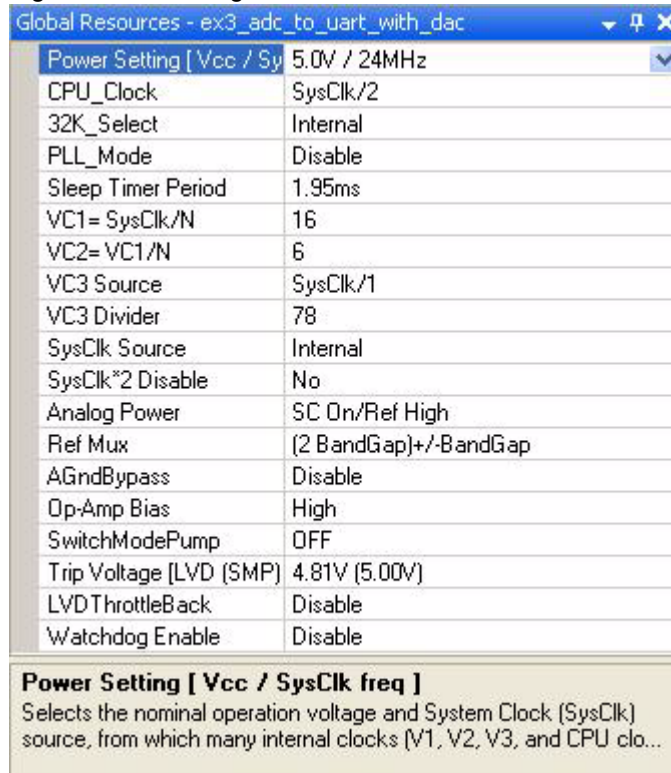 Global Resources - ex3_adc_to_uart_with_dac
Power Setting [ Vcc / Sy 5.0V / 24MHz
CPU_Clock SysClk/2
32K_Select Internal
PLL_Mode Disable
Sleep Timer Period 1.95ms
VC1= SysClk/N 16
VC2= VC1/N 6
VC3 Source SysClk/1
VC3 Divider 78
SysClk Source Internal
SysClk*2 Disable No
Analog Power SC On/Ref High
Ref Mux (2 BandGap)+/-BandGap
AGndBypass Disable
Op-Amp Bias High
SwitchModePump OFF
Trip Voltage [LVD (SMP) 4.81V (5.00V)
LVDThrottleBack Disable
Watchdog Enable Disable
Power Setting [ Vcc / SysClk freq ]
Selects the nominal operation voltage and System Clock (SysClk)
source, from which many internal clocks (V1, V2, V3, and CPU clo...